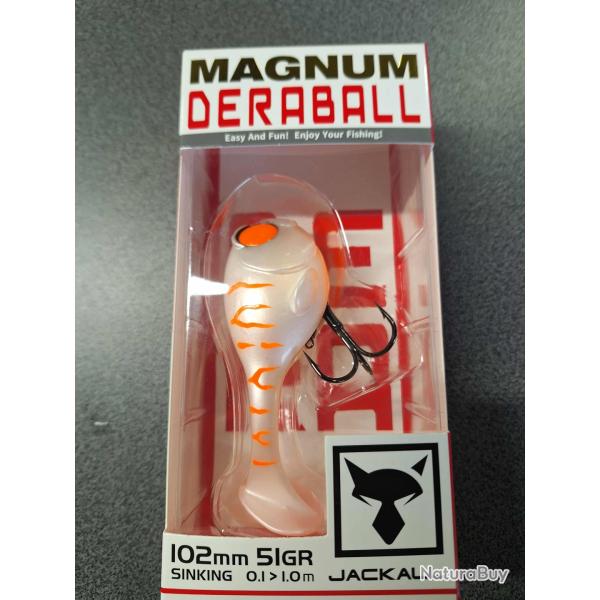 MAGNUM
DERABALL
Easy And Fun! Enjoy Your Fishing!
102mm 51GR
SINKING 0.1 > 1.0m
JACKALL
NaturaBuy